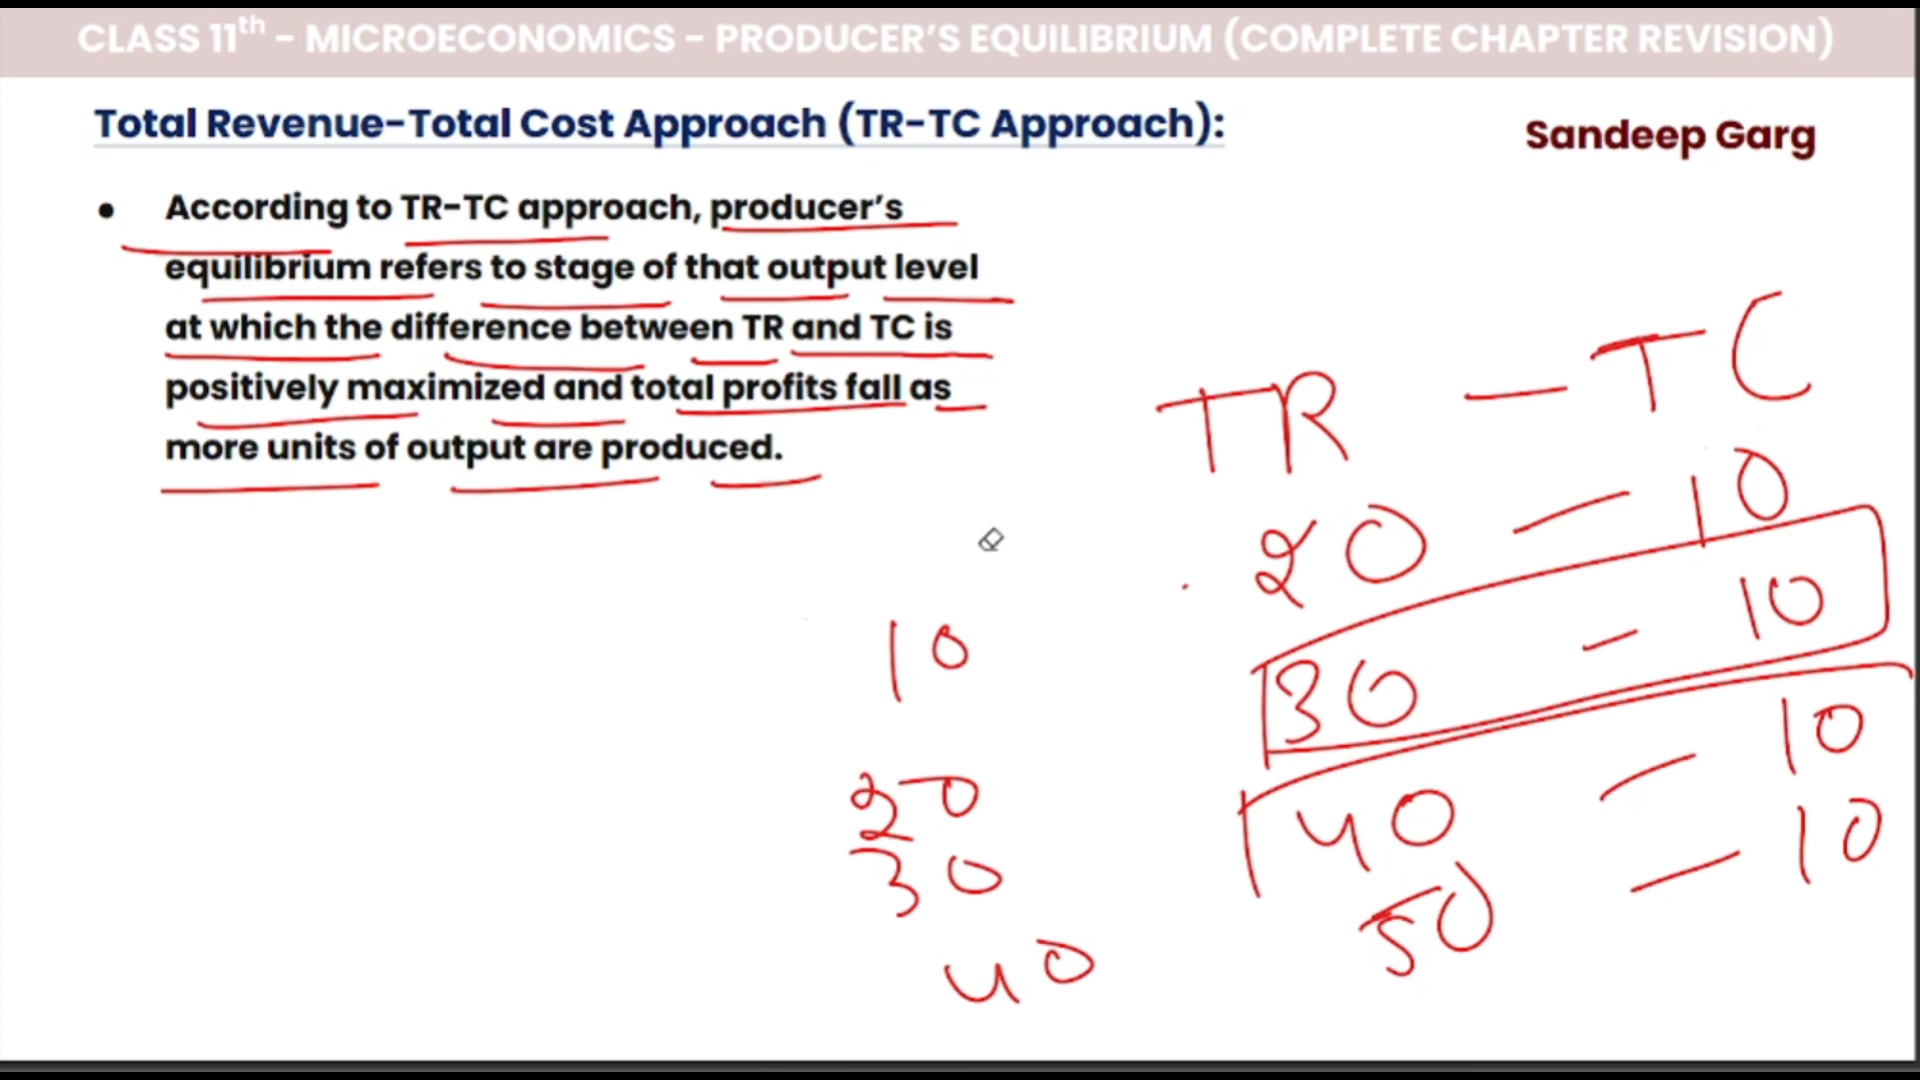 CLASS 11th - MICROECONOMICS - PRODUCER'S EQUILIBRIUM (COMPLETE CHAPTER REVISION)
Total Revenue-Total Cost Approach (TR-TC Approach):
Sandeep Garg
• According to TR-TC approach, producer's
equilibrium refers to stage of that output level
at which the difference between TR and TC is
positively maximized and total profits fall as
more units of output are produced.
TR - TC
20 - 10
10
30 - 10
20
40 - 10
30
50 - 10
40